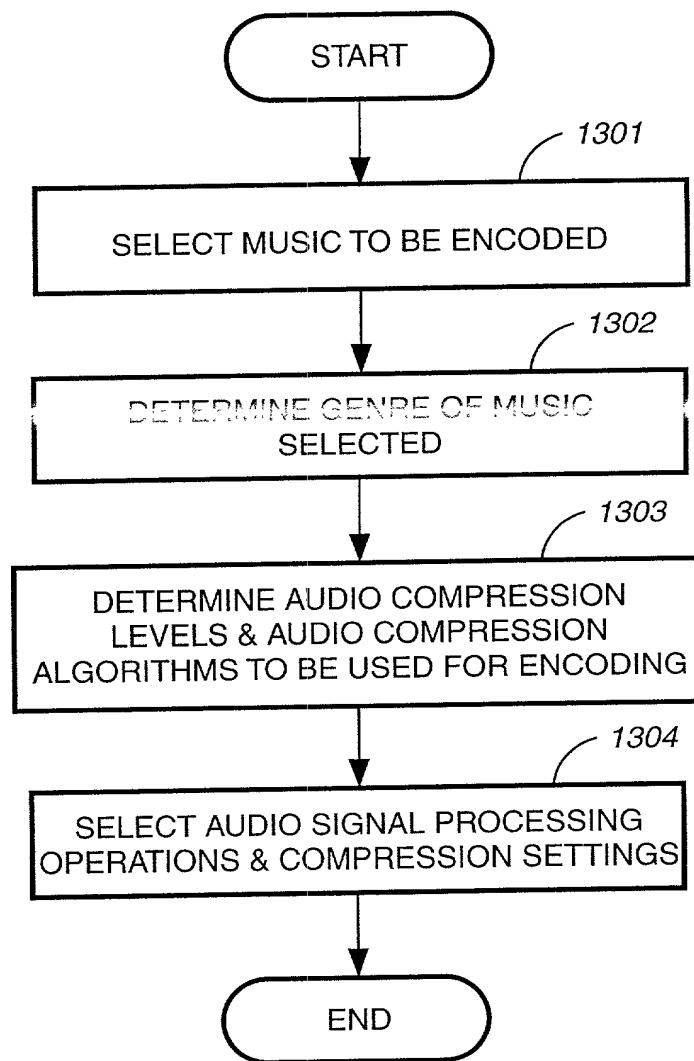 START
1301
SELECT MUSIC TO BE ENCODED
1302
DETERMINE GENRE OF MUSIC
SELECTED
1303
DETERMINE AUDIO COMPRESSION
LEVELS & AUDIO COMPRESSION
ALGORITHMS TO BE USED FOR ENCODING
1304
SELECT AUDIO SIGNAL PROCESSING
OPERATIONS & COMPRESSION SETTINGS
END